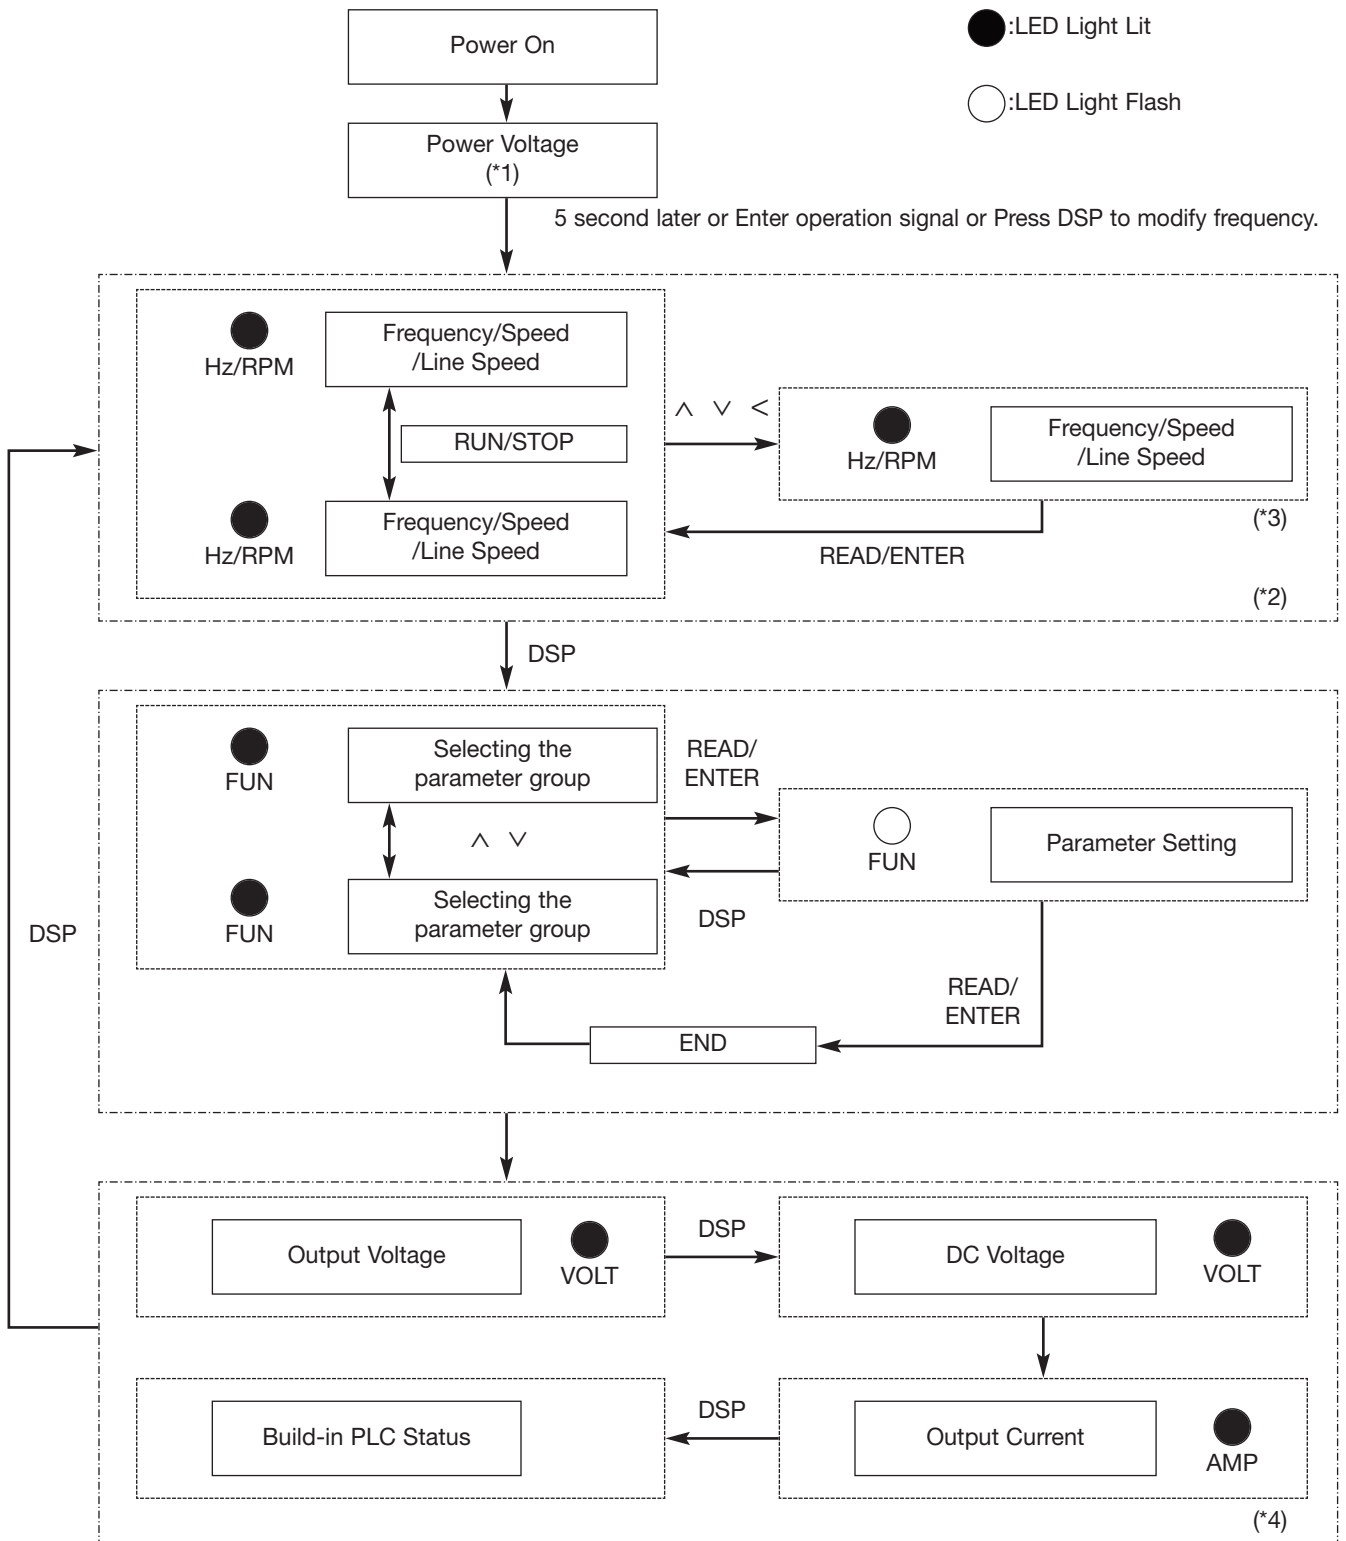 Power On
:LED Light Lit
:LED Light Flash
Power Voltage
(*1)
5 second later or Enter operation signal or Press DSP to modify frequency.
Hz/RPM
Frequency/Speed
/Line Speed
RUN/STOP
Hz/RPM
Frequency/Speed
/Line Speed
∧ ∨ <
Hz/RPM
Frequency/Speed
/Line Speed
(*3)
READ/ENTER
(*2)
DSP
FUN
Selecting the
parameter group
∧ ∨
FUN
Selecting the
parameter group
READ/
ENTER
FUN
Parameter Setting
DSP
READ/
ENTER
END
DSP
Output Voltage
VOLT
DSP
DC Voltage
VOLT
Build-in PLC Status
DSP
Output Current
AMP
(*4)